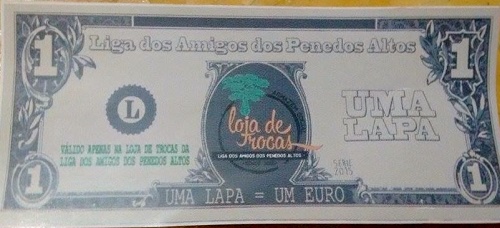 1 Liga dos Amigos dos Penedos Altos 1
L
loja de
Trocas
LIGA DOS AMIGOS DOS PENEDOS ALTOS
UMA
LAPA
VÁLIDO APENAS NA LOJA DE TROCAS DA
LIGA DOS AMIGOS DOS PENEDOS ALTOS
SERIE
2015
1 UMA LAPA = UM EURO 1